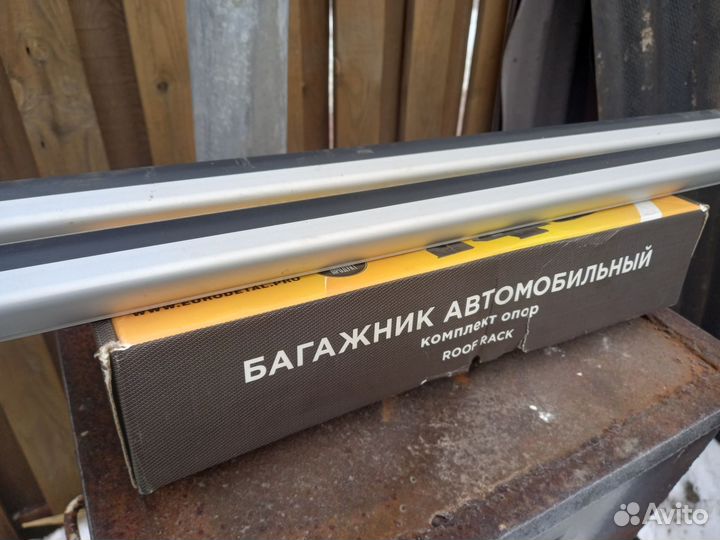 WWW.EURODETAL.PRO
БАГАЖНИК АВТОМОБИЛЬНЫЙ
комплект опор
ROOF RACK
Avito